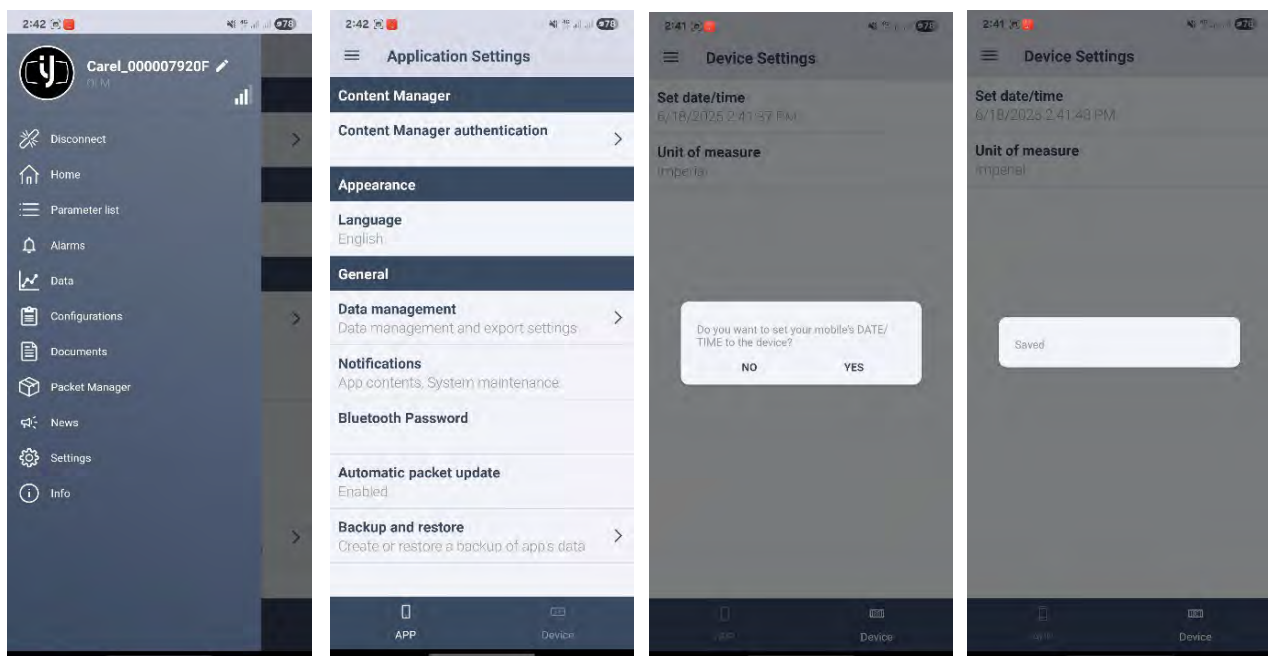 2:42
78
Carel_000007920F
Disconnect
Home
Parameter list
Alarms
Data
Configurations
Documents
Packet Manager
News
Settings
Info
2:42
78
Application Settings
Content Manager
Content Manager authentication
Appearance
Language
English
General
Data management
Data management and export settings
Notifications
App contents, System maintenance
Bluetooth Password
Automatic packet update
Enabled
Backup and restore
Create or restore a backup of app's data
APP
Device
2:41
Device Settings
Set date/time
6/18/2025 2:41:37 PM
Unit of measure
Imperial
Do you want to set your mobile's DATE/
TIME to the device?
NO
YES
APP
Device
2:41
Device Settings
Set date/time
6/18/2025 2:41:43 PM
Unit of measure
Imperial
Saved
APP
Device